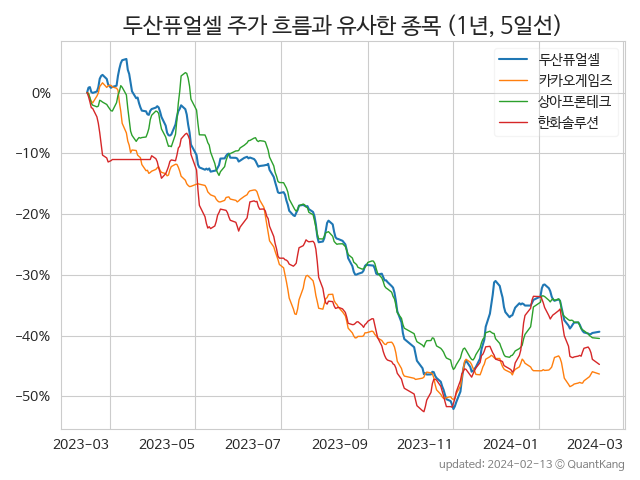 두산퓨얼셀 주가 흐름과 유사한 종목 (1년, 5일선)
두산퓨얼셀
카카오게임즈
상아프론테크
한화솔루션
0%
−10%
−20%
−30%
−40%
−50%
2023-03 2023-05 2023-07 2023-09 2023-11 2024-01 2024-03
updated: 2024-02-13 © QuantKang